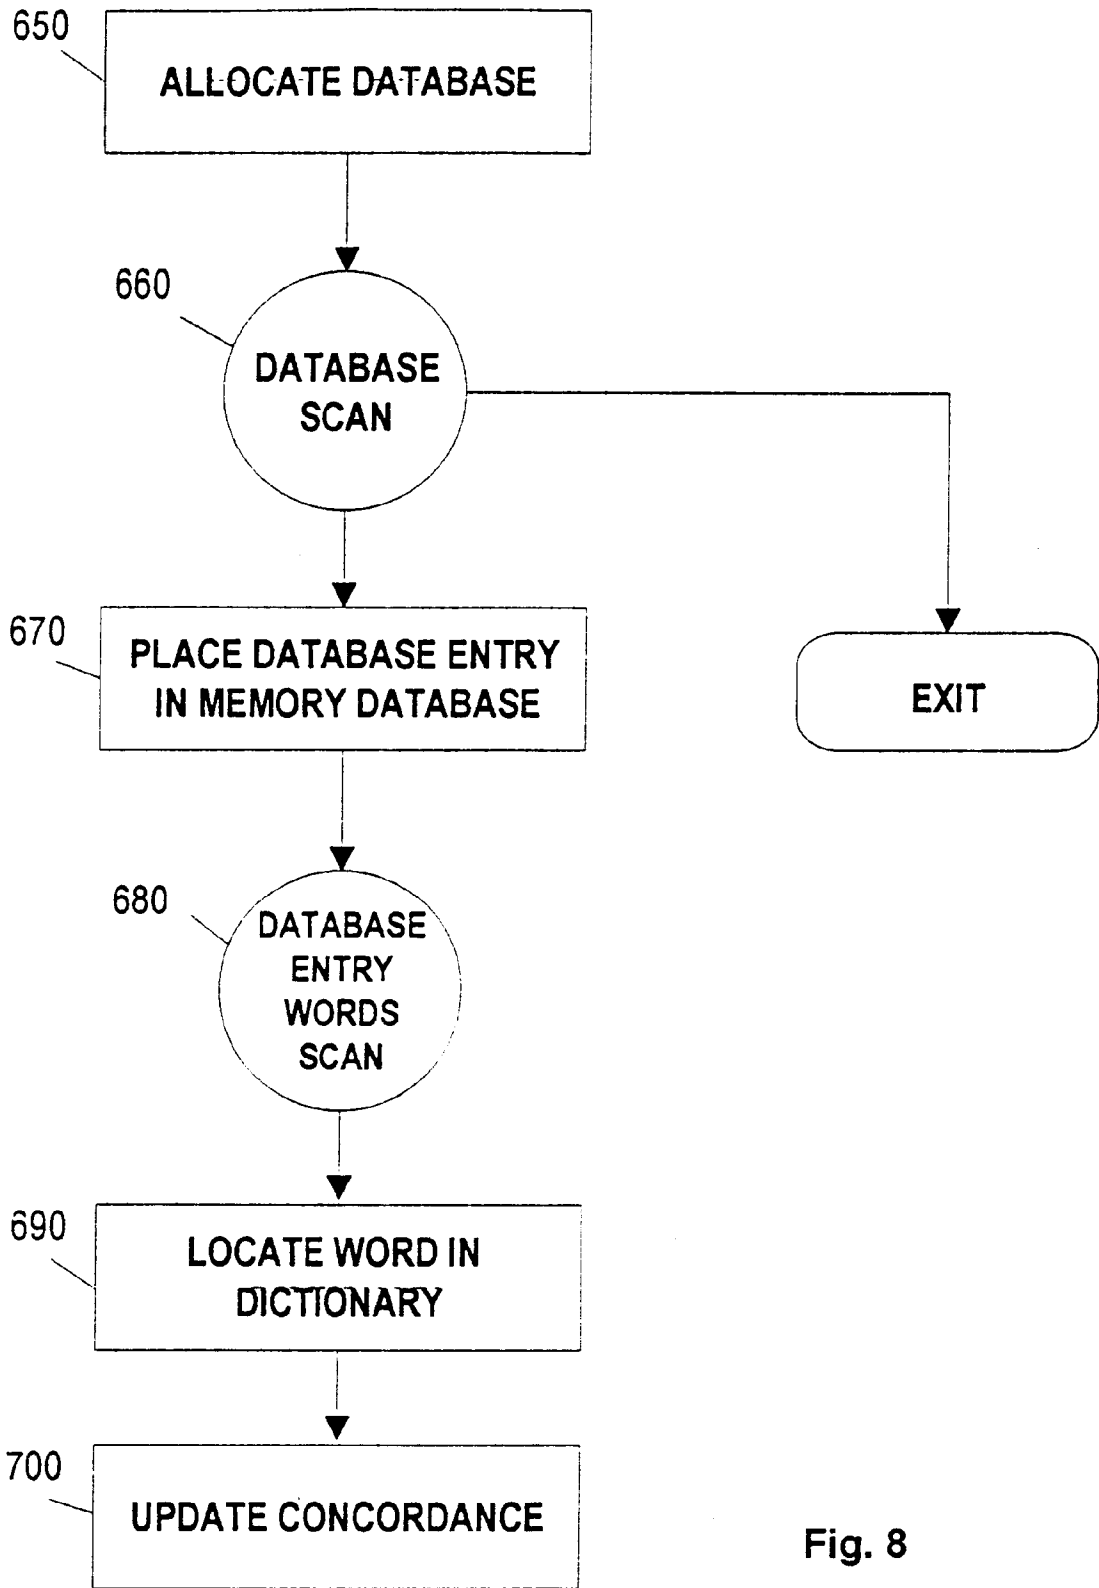 650
ALLOCATE DATABASE
660
DATABASE
SCAN
670
PLACE DATABASE ENTRY
IN MEMORY DATABASE
EXIT
680
DATABASE
ENTRY
WORDS
SCAN
690
LOCATE WORD IN
DICTIONARY
700
UPDATE CONCORDANCE
Fig. 8